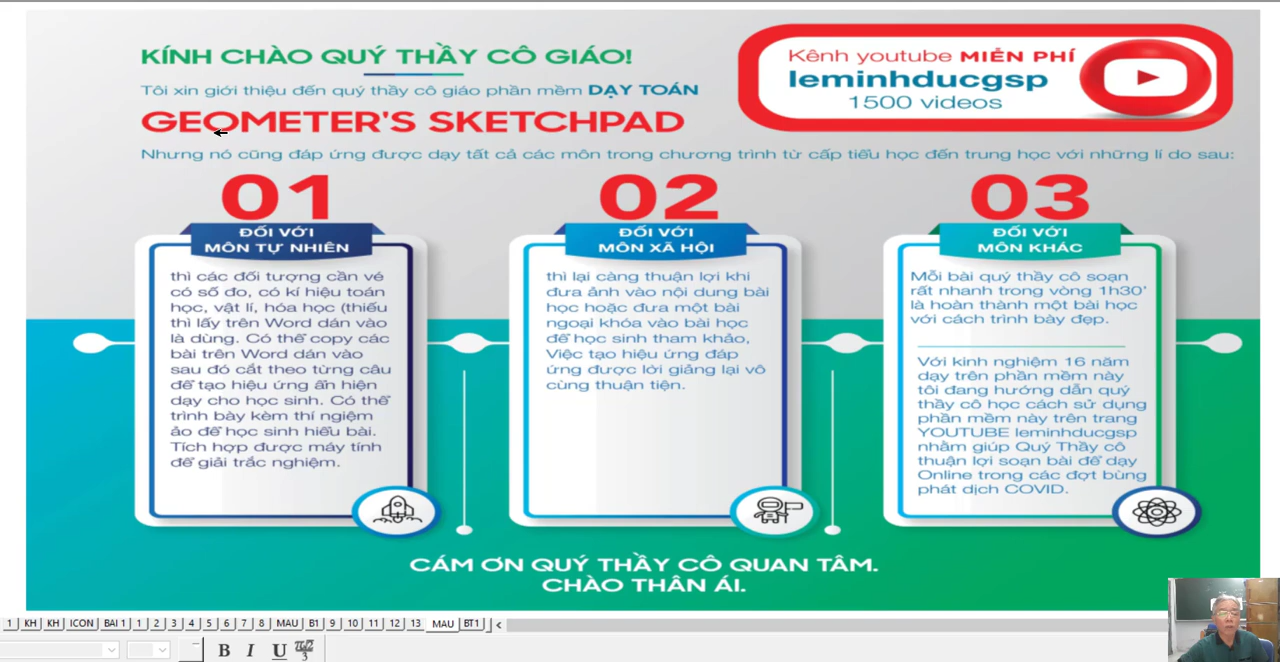 KÍNH CHÀO QUÝ THẦY CÔ GIÁO!
Tôi xin giới thiệu đến quý thầy cô giáo phần mềm DẠY TOÁN
GEOMETER'S SKETCHPAD
Nhưng nó cũng đáp ứng được dạy tất cả các môn trong chương trình từ cấp tiểu học đến trung học với những lí do sau:
Kênh youtube MIỄN PHÍ
leminhducgsp
1500 videos
01
ĐỐI VỚI
MÔN TỰ NHIÊN
thì các đối tượng cần vẽ
có số đo, có kí hiệu toán
học, vật lí, hóa học (thiếu
thì lấy trên Word dán vào
là dùng. Có thể copy các
bài trên Word dán vào
sau đó cắt theo từng câu
để tạo hiệu ứng ẩn hiện
dạy cho học sinh. Có thể
trình bày kèm thí ngiệm
ảo để học sinh hiểu bài.
Tích hợp được máy tính
để giải trắc nghiệm.
02
ĐỐI VỚI
MÔN XÃ HỘI
thì lại càng thuận lợi khi
đưa ảnh vào nội dung bài
học hoặc đưa một bài
ngoại khóa vào bài học
để học sinh tham khảo,
Việc tạo hiệu ứng đáp
ứng được lời giảng lại vô
cùng thuận tiện.
03
ĐỐI VỚI
MÔN KHÁC
Mỗi bài quý thầy cô soạn
rất nhanh trong vòng 1h30'
là hoàn thành một bài học
với cách trình bày đẹp.
Với kinh nghiệm 16 năm
dạy trên phần mềm này
tôi đang hướng dẫn quý
thầy cô học cách sử dụng
phần mềm này trên trang
YOUTUBE leminhducgsp
nhằm giúp Quý Thầy cô
thuận lợi soạn bài để dạy
Online trong các đợt bùng
phát dịch COVID.
CÁM ƠN QUÝ THẦY CÔ QUAN TÂM.
CHÀO THÂN ÁI.
1 KH KH ICON BAI 1 1 2 3 4 5 6 7 8 MAU B1 9 10 11 12 13 MAU BT1
B I U